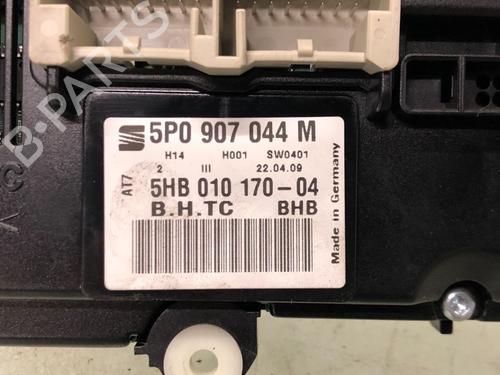 5P0 907 044 M
H14 H001 SW0401
2 III 22.04.09
AT7
5HB 010 170-04
B.H.TC BHB
Made in Germany
B-PARTS